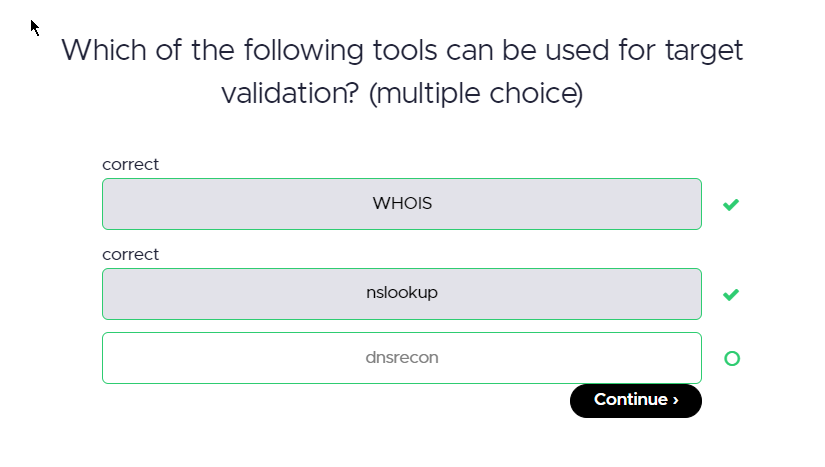 Which of the following tools can be used for target
validation? (multiple choice)
correct
WHOIS
correct
nslookup
dnsrecon
Continue ›